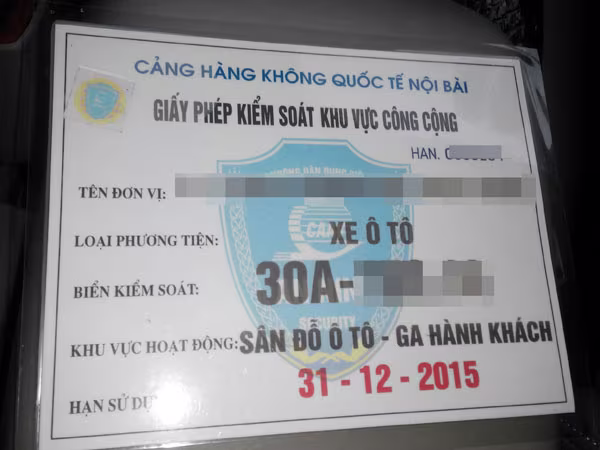 CẢNG HÀNG KHÔNG QUỐC TẾ NỘI BÀI
GIẤY PHÉP KIỂM SOÁT KHU VỰC CÔNG CỘNG
HAN.
TÊN ĐƠN VỊ:
LOẠI PHƯƠNG TIỆN: XE Ô TÔ
BIỂN KIỂM SOÁT: 30A-
SECURITY
KHU VỰC HOẠT ĐỘNG: SÂN ĐỖ Ô TÔ - GA HÀNH KHÁCH
HẠN SỬ 31 - 12 - 2015